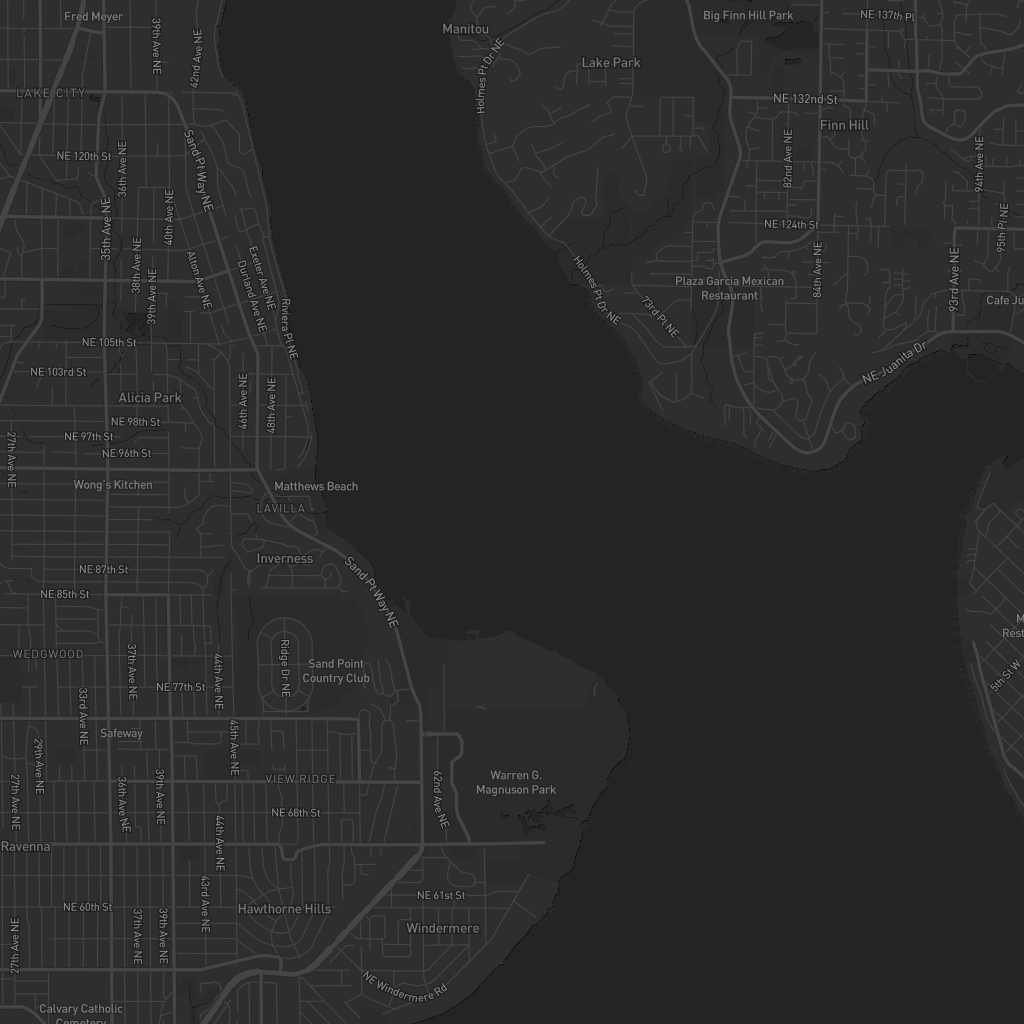 Fred Meyer
39th Ave NE
42nd Ave NE
Manitou
Big Finn Hill Park
NE 137th Pl
Holmes Pt Dr NE
Lake Park
LAKE CITY
NE 132nd St
Finn Hill
Sand Pt Way NE
NE 120th St
36th Ave NE
82nd Ave NE
94th Ave NE
40th Ave NE
35th Ave NE
NE 124th St
95th Pl NE
38th Ave NE
39th Ave NE
Alton Ave NE
Exeter Ave NE
Durland Ave NE
Riviera Pl NE
Holmes Pt Dr NE
73rd Pl NE
Plaza Garcia Mexican
Restaurant
84th Ave NE
93rd Ave NE
Cafe Ju
NE 105th St
NE 103rd St
NE Juanita Dr
Alicia Park
46th Ave NE
48th Ave NE
NE 98th St
NE 97th St
NE 96th St
27th Ave NE
Wong's Kitchen
Matthews Beach
LAVILLA
Inverness
NE 87th St
Sand Pt Way NE
NE 85th St
WEDGWOOD
37th Ave NE
44th Ave NE
Ridge Dr NE
Sand Point
Country Club
M
Rest
5th St W
NE 77th St
33rd Ave NE
Safeway
45th Ave NE
29th Ave NE
27th Ave NE
36th Ave NE
39th Ave NE
VIEW RIDGE
62nd Ave NE
Warren G.
Magnuson Park
NE 68th St
44th Ave NE
Ravenna
43rd Ave NE
NE 61st St
NE 60th St
Hawthorne Hills
Windermere
27th Ave NE
37th Ave NE
39th Ave NE
NE Windermere Rd
Calvary Catholic
Cemetery